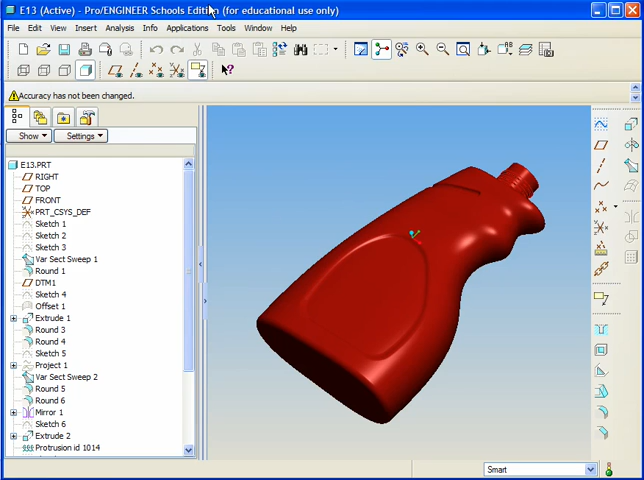 E13 (Active) - Pro/ENGINEER Schools Edition (for educational use only)
File Edit View Insert Analysis Info Applications Tools Window Help
Accuracy has not been changed.
Show Settings
E13.PRT
RIGHT
TOP
FRONT
PRT_CSYS_DEF
Sketch 1
Sketch 2
Sketch 3
Var Sect Sweep 1
Round 1
DTM1
Sketch 4
Offset 1
Extrude 1
Round 3
Round 4
Sketch 5
Project 1
Var Sect Sweep 2
Round 5
Round 6
Mirror 1
Sketch 6
Extrude 2
Protrusion id 1014
Smart